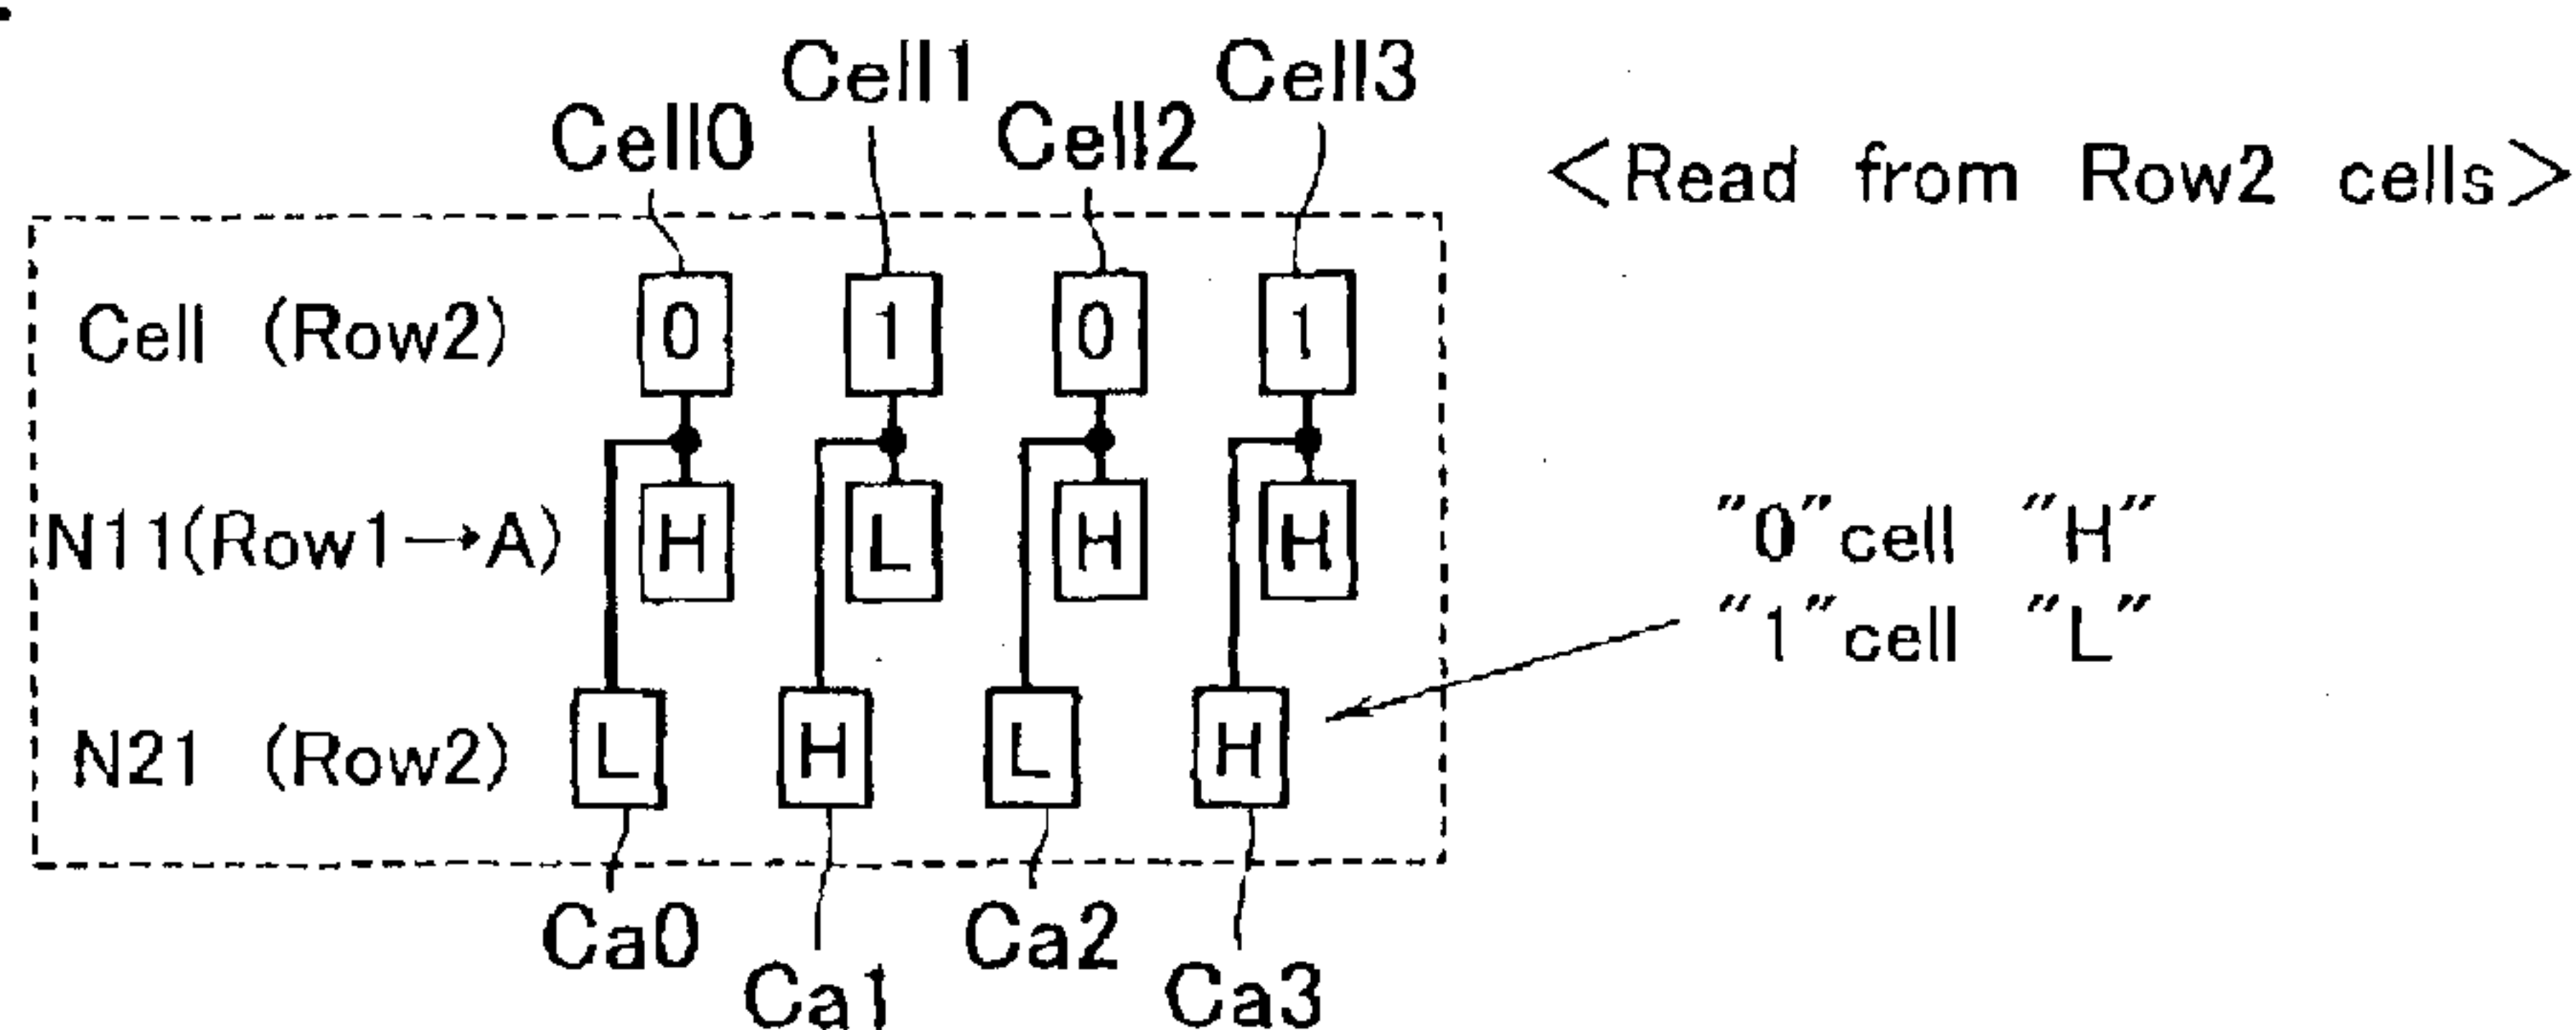 Cell0 Cell1 Cell2 Cell3
<Read from Row2 cells>
Cell (Row2) 0 1 0 1
N11(Row1→A) H L H H
"0"cell "H"
"1"cell "L"
N21 (Row2) L H L H
Ca0 Ca1 Ca2 Ca3